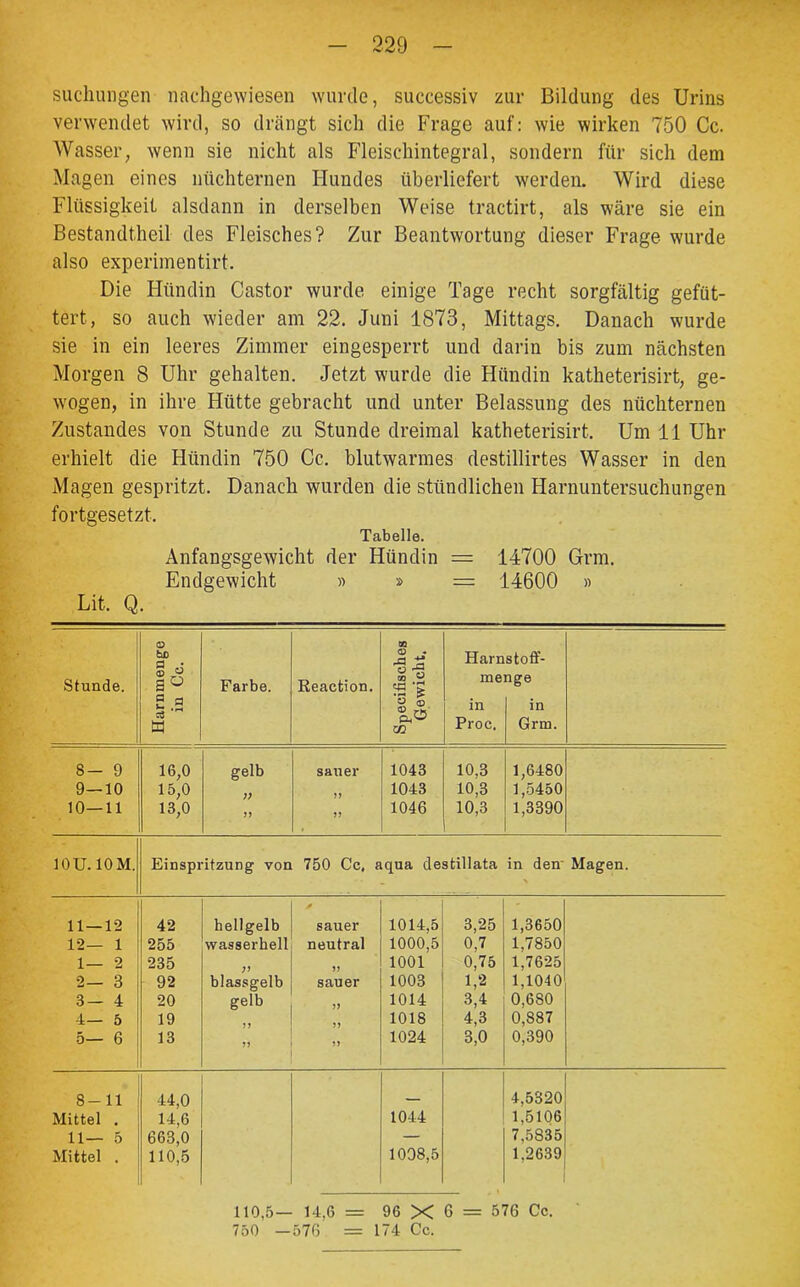 — 229 —
suchungen nachgewiesen wurde, successiv zur Bildung des Urins
verwendet wird, so drängt sich die Frage auf: wie wirken 750 Cc.
Wasser, wenn sie nicht als Fleischintegral, sondern für sich dem
Magen eines nüchternen Hundes überliefert werden. Wird diese
Flüssigkeit alsdann in derselben Weise tractirt, als wäre sie ein
Bestandtheil des Fleisches? Zur Beantwortung dieser Frage wurde
also experimentirt.
Die Hündin Castor wurde einige Tage recht sorgfältig gefüt-
tert, so auch wieder am 22. Juni 1873, Mittags. Danach wurde
sie in ein leeres Zimmer eingesperrt und darin bis zum nächsten
Morgen 8 Uhr gehalten. Jetzt wurde die Hündin katheterisirt, ge-
wogen, in ihre Hütte gebracht und unter Belassung des nüchternen
Zustandes von Stunde zu Stunde dreimal katheterisirt. Um 11 Uhr
erhielt die Hündin 750 Cc. blutwarmes destillirtes Wasser in den
Magen gespritzt. Danach wurden die stündlichen Harnuntersuchungen
fortgesetzt.
Tabelle.
Anfangsgewicht der Hündin = 14700 Grm.
Endgewicht » » = 14600 »
Lit. Q.
Stunde. Harnmenge in Cc. Farbe. Reaction. Specifisches Gewicht. Harnstoff-menge in Proc. in Grm.
8— 9 16,0 gelb sauer 1043 10,3 1,6480
9—10 15,0 „ „ 1043 10,3 1,5450
10—11 13,0 „ „ 1046 10,3 1,3390
10U.10M. Einspritzung von 750 Cc, aqua destillata in den Magen.
11—12 42 hellgelb sauer 1014,5 3,25 1,3650
12— 1 255 wasserhell neutral 1000,5 0,7 1,7850
1— 2 235 „ „ 1001 0,75 1,7625
2— 3 92 blassgelb sauer 1003 1,2 1,1040
3— 4 20 gelb „ 1014 3,4 0,680
4— 5 19 „ „ 1018 4,3 0,887
5— 6 13 „ „ 1024 3,0 0,390
8—11 44,0 — 4,5320
Mittel . 14,6 1044 1,5106
11— 5 663,0 — 7,5835
Mittel . 110,5 1008,5 1,2639
110,5— 14,6 = 96 × 6 = 576 Cc.
750 —576 = 174 Cc.